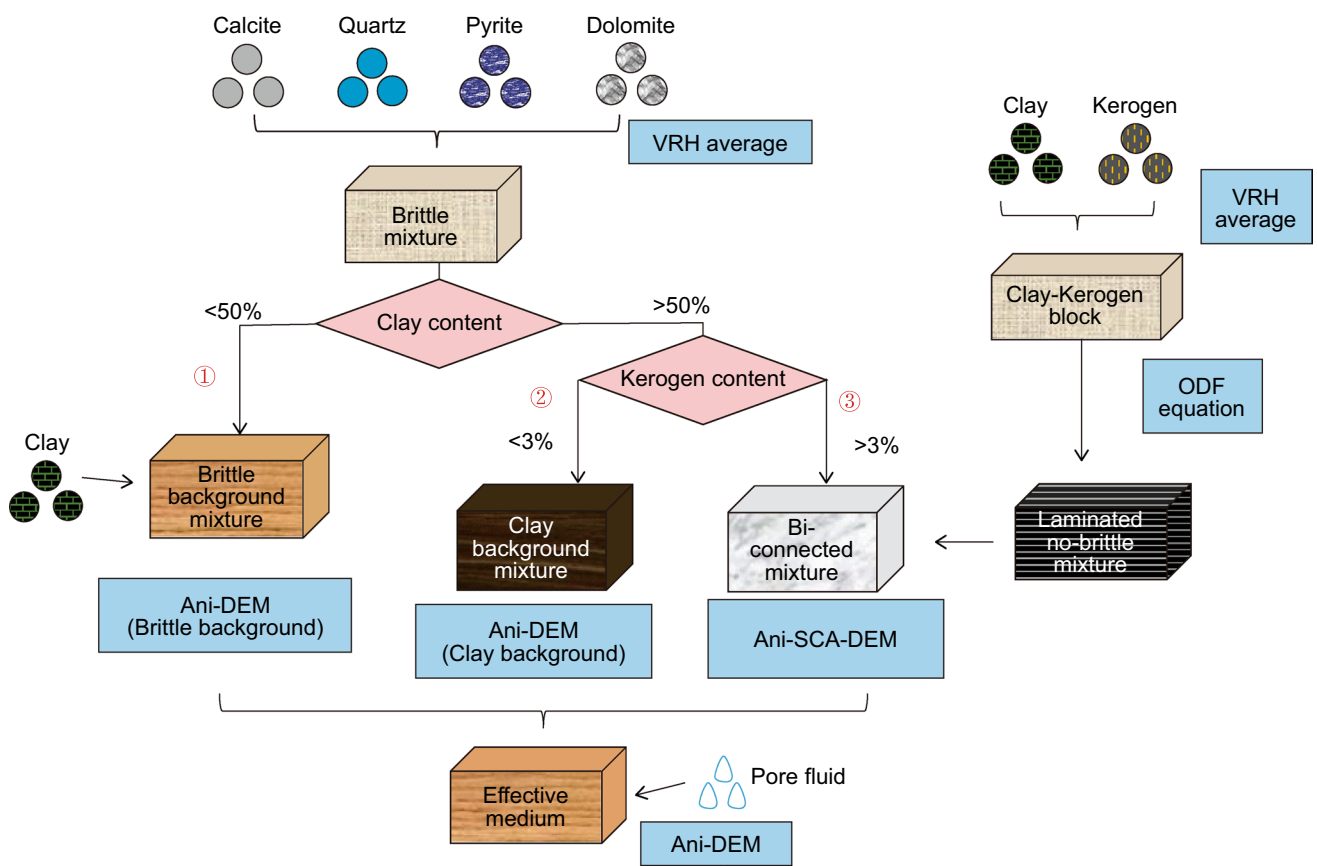 Calcite
Quartz
Pyrite
Dolomite
VRH average
Clay
Kerogen
VRH
average
Brittle
mixture
Clay-Kerogen
block
<50%
Clay content
>50%
①
Kerogen content
②
③
ODF
equation
<3%
>3%
Clay
Brittle
background
mixture
Clay
background
mixture
Bi-
connected
mixture
Laminated
no-brittle
mixture
Ani-DEM
(Brittle background)
Ani-DEM
(Clay background)
Ani-SCA-DEM
Effective
medium
Pore fluid
Ani-DEM